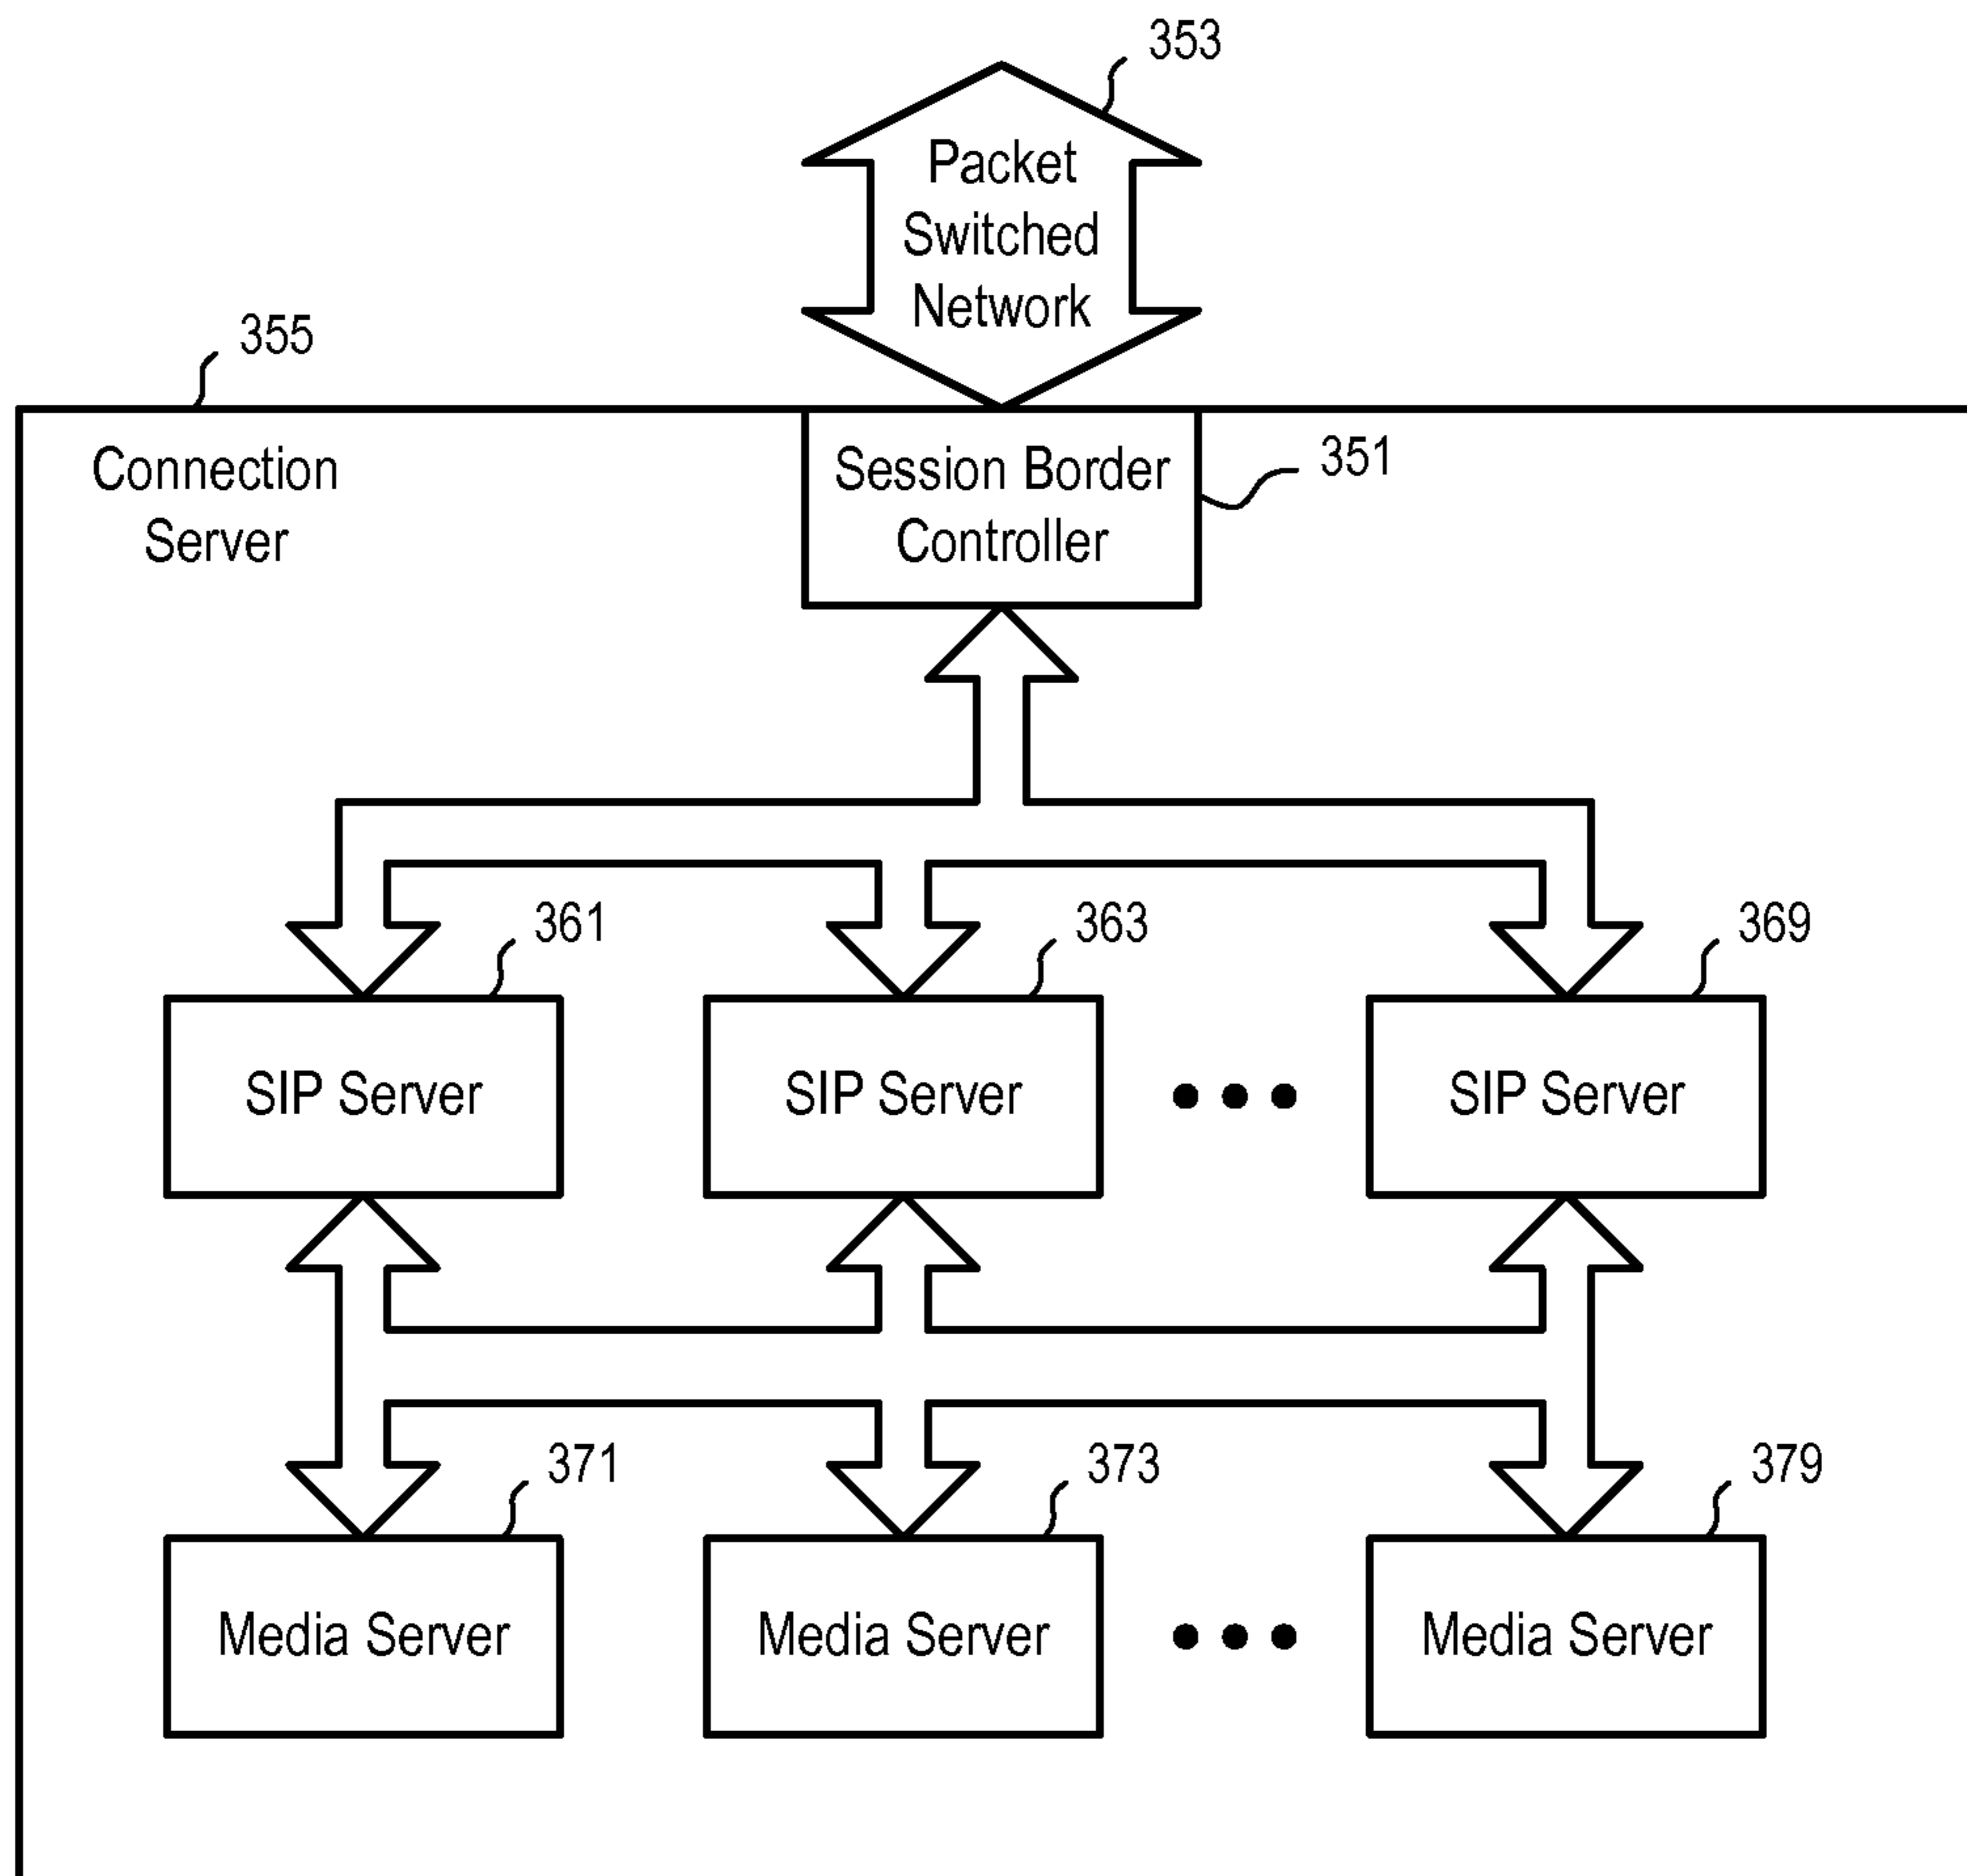 353
Packet
Switched
Network
355
Connection
Server
Session Border
Controller
351
361
363
369
SIP Server
SIP Server
SIP Server
371
373
379
Media Server
Media Server
Media Server